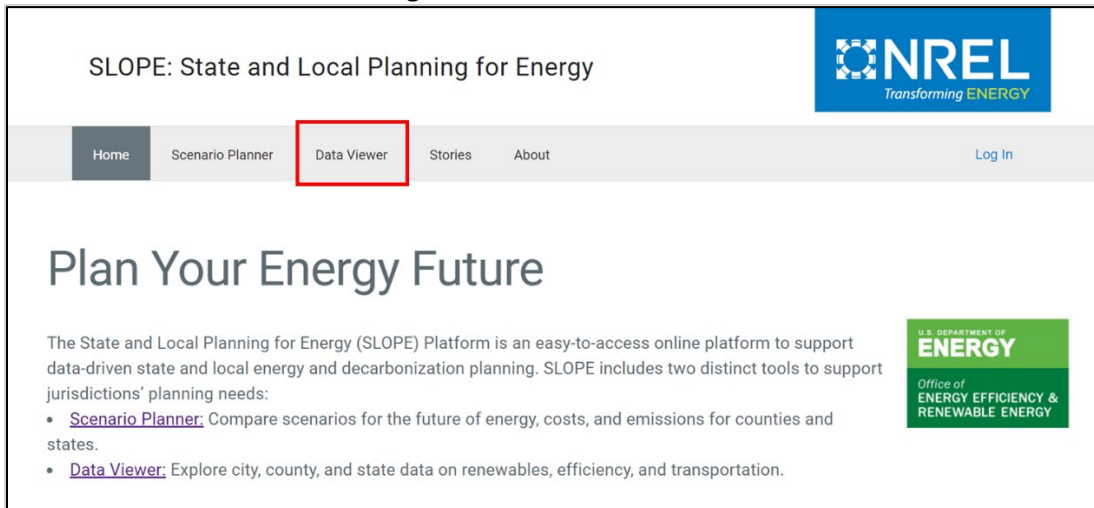 SLOPE: State and Local Planning for Energy
NREL
Transforming ENERGY
Home Scenario Planner Data Viewer Stories About Log In
Plan Your Energy Future
The State and Local Planning for Energy (SLOPE) Platform is an easy-to-access online platform to support
data-driven state and local energy and decarbonization planning. SLOPE includes two distinct tools to support
jurisdictions’ planning needs:
• Scenario Planner: Compare scenarios for the future of energy, costs, and emissions for counties and
states.
• Data Viewer: Explore city, county, and state data on renewables, efficiency, and transportation.
U.S. DEPARTMENT OF
ENERGY
Office of
ENERGY EFFICIENCY &
RENEWABLE ENERGY